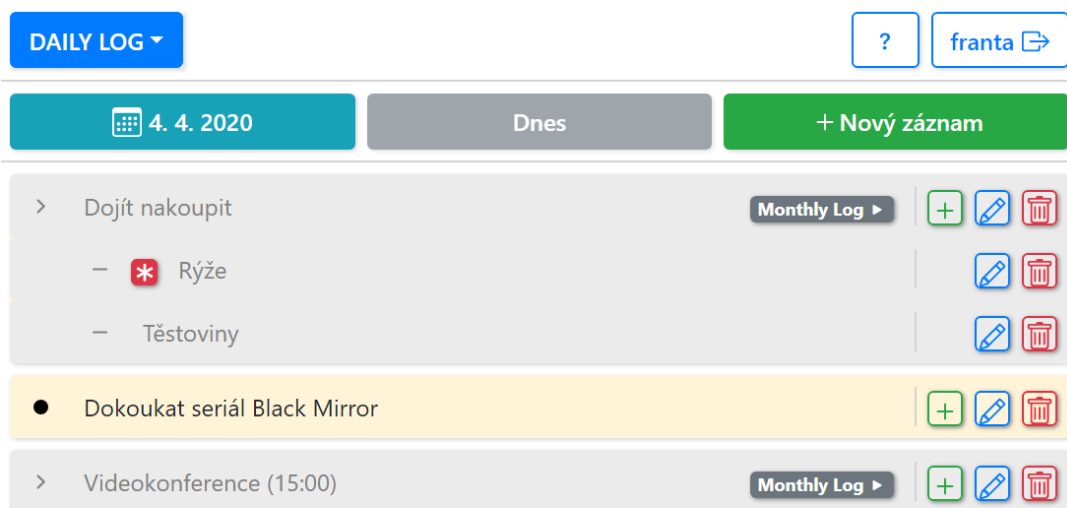 DAILY LOG
?
franta
4. 4. 2020
Dnes
+ Nový záznam
> Dojít nakoupit
Monthly Log ▸
– * Rýže
– Těstoviny
● Dokoukat seriál Black Mirror
> Videokonference (15:00)
Monthly Log ▸